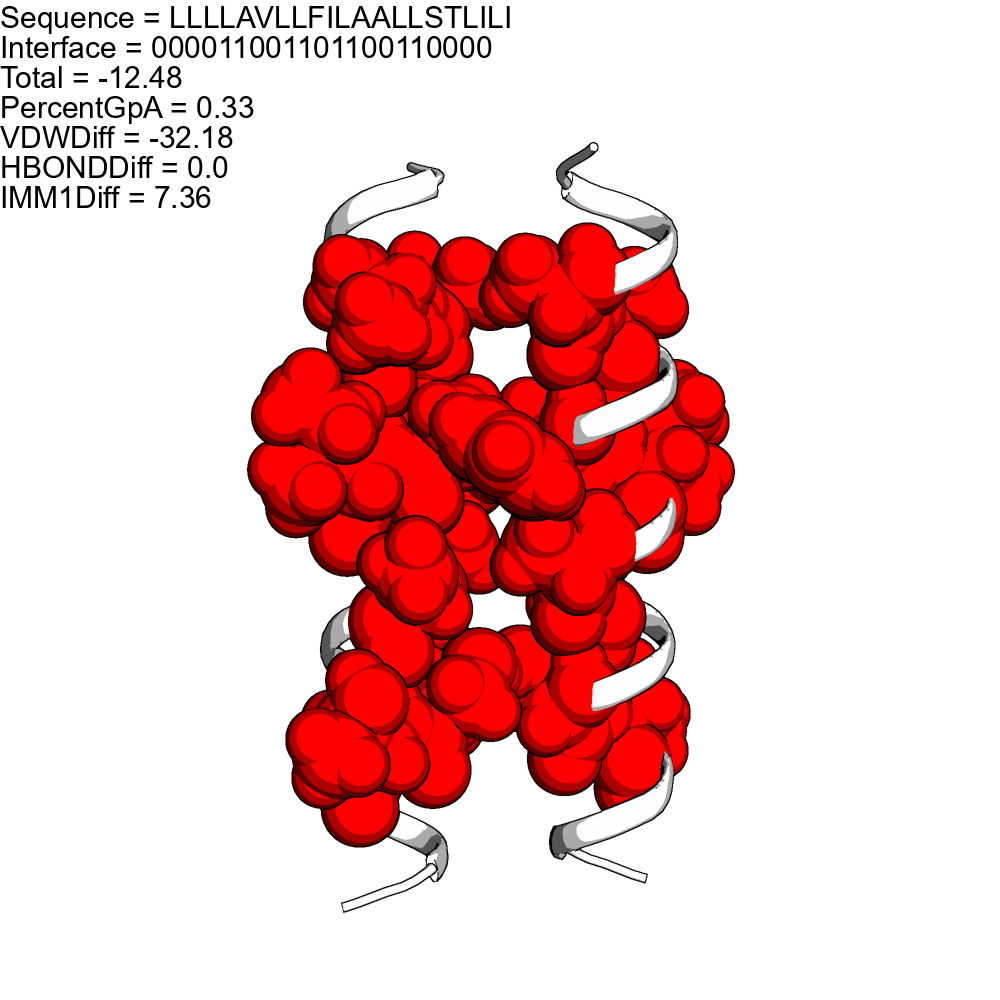 Sequence = LLLLAVLLFILAALLSTLILI
Interface = 000011001101100110000
Total = -12.48
PercentGpA = 0.33
VDWDiff = -32.18
HBONDDiff = 0.0
IMM1Diff = 7.36